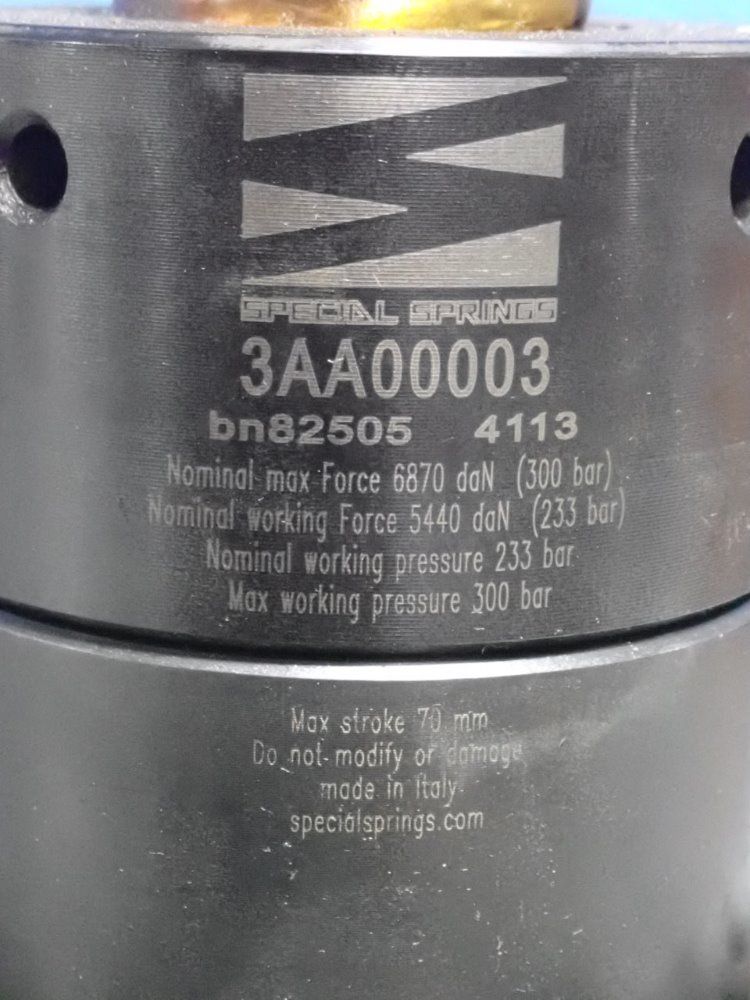 SPECIAL SPRINGS
3AA00003
bn82505 4113
Nominal max Force 6870 daN (300 bar)
Nominal working Force 5440 daN (233 bar)
Nominal working pressure 233 bar
Max working pressure 300 bar
Max stroke 70 mm
Do not modify or damage
made in Italy
specialsprings.com